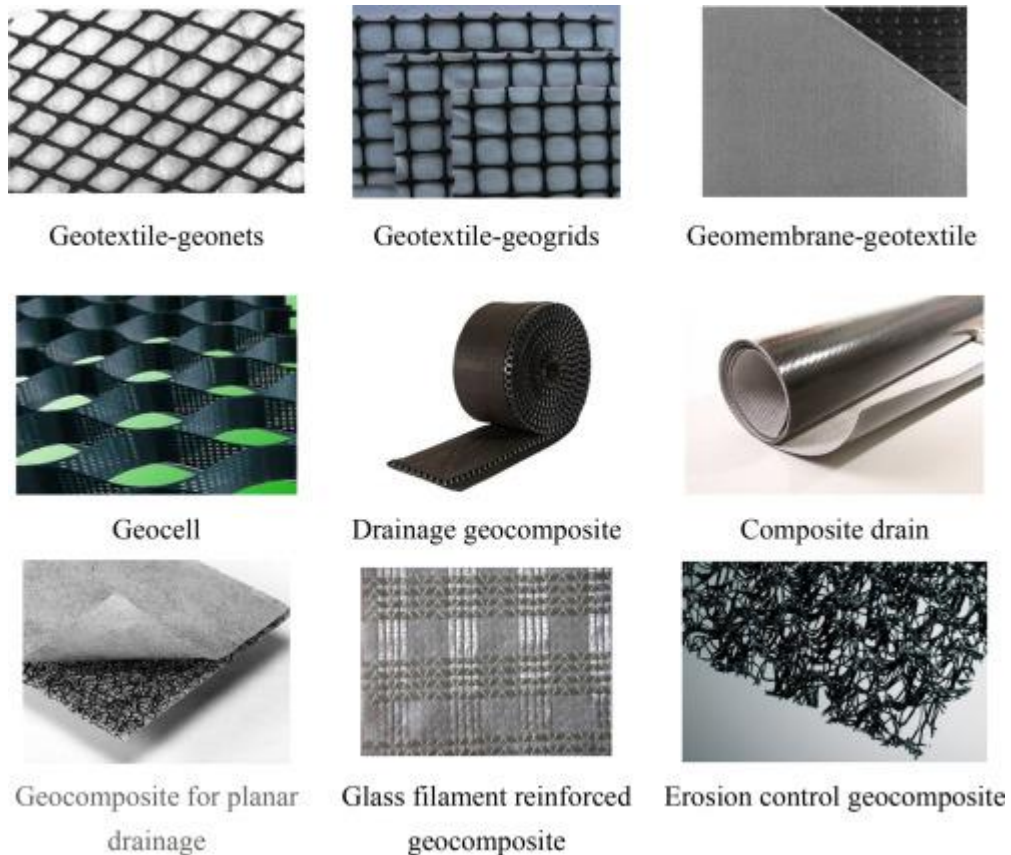 Geotextile-geonets
Geotextile-geogrids
Geomembrane-geotextile
Geocell
Drainage geocomposite
Composite drain
Geocomposite for planar
drainage
Glass filament reinforced
geocomposite
Erosion control geocomposite